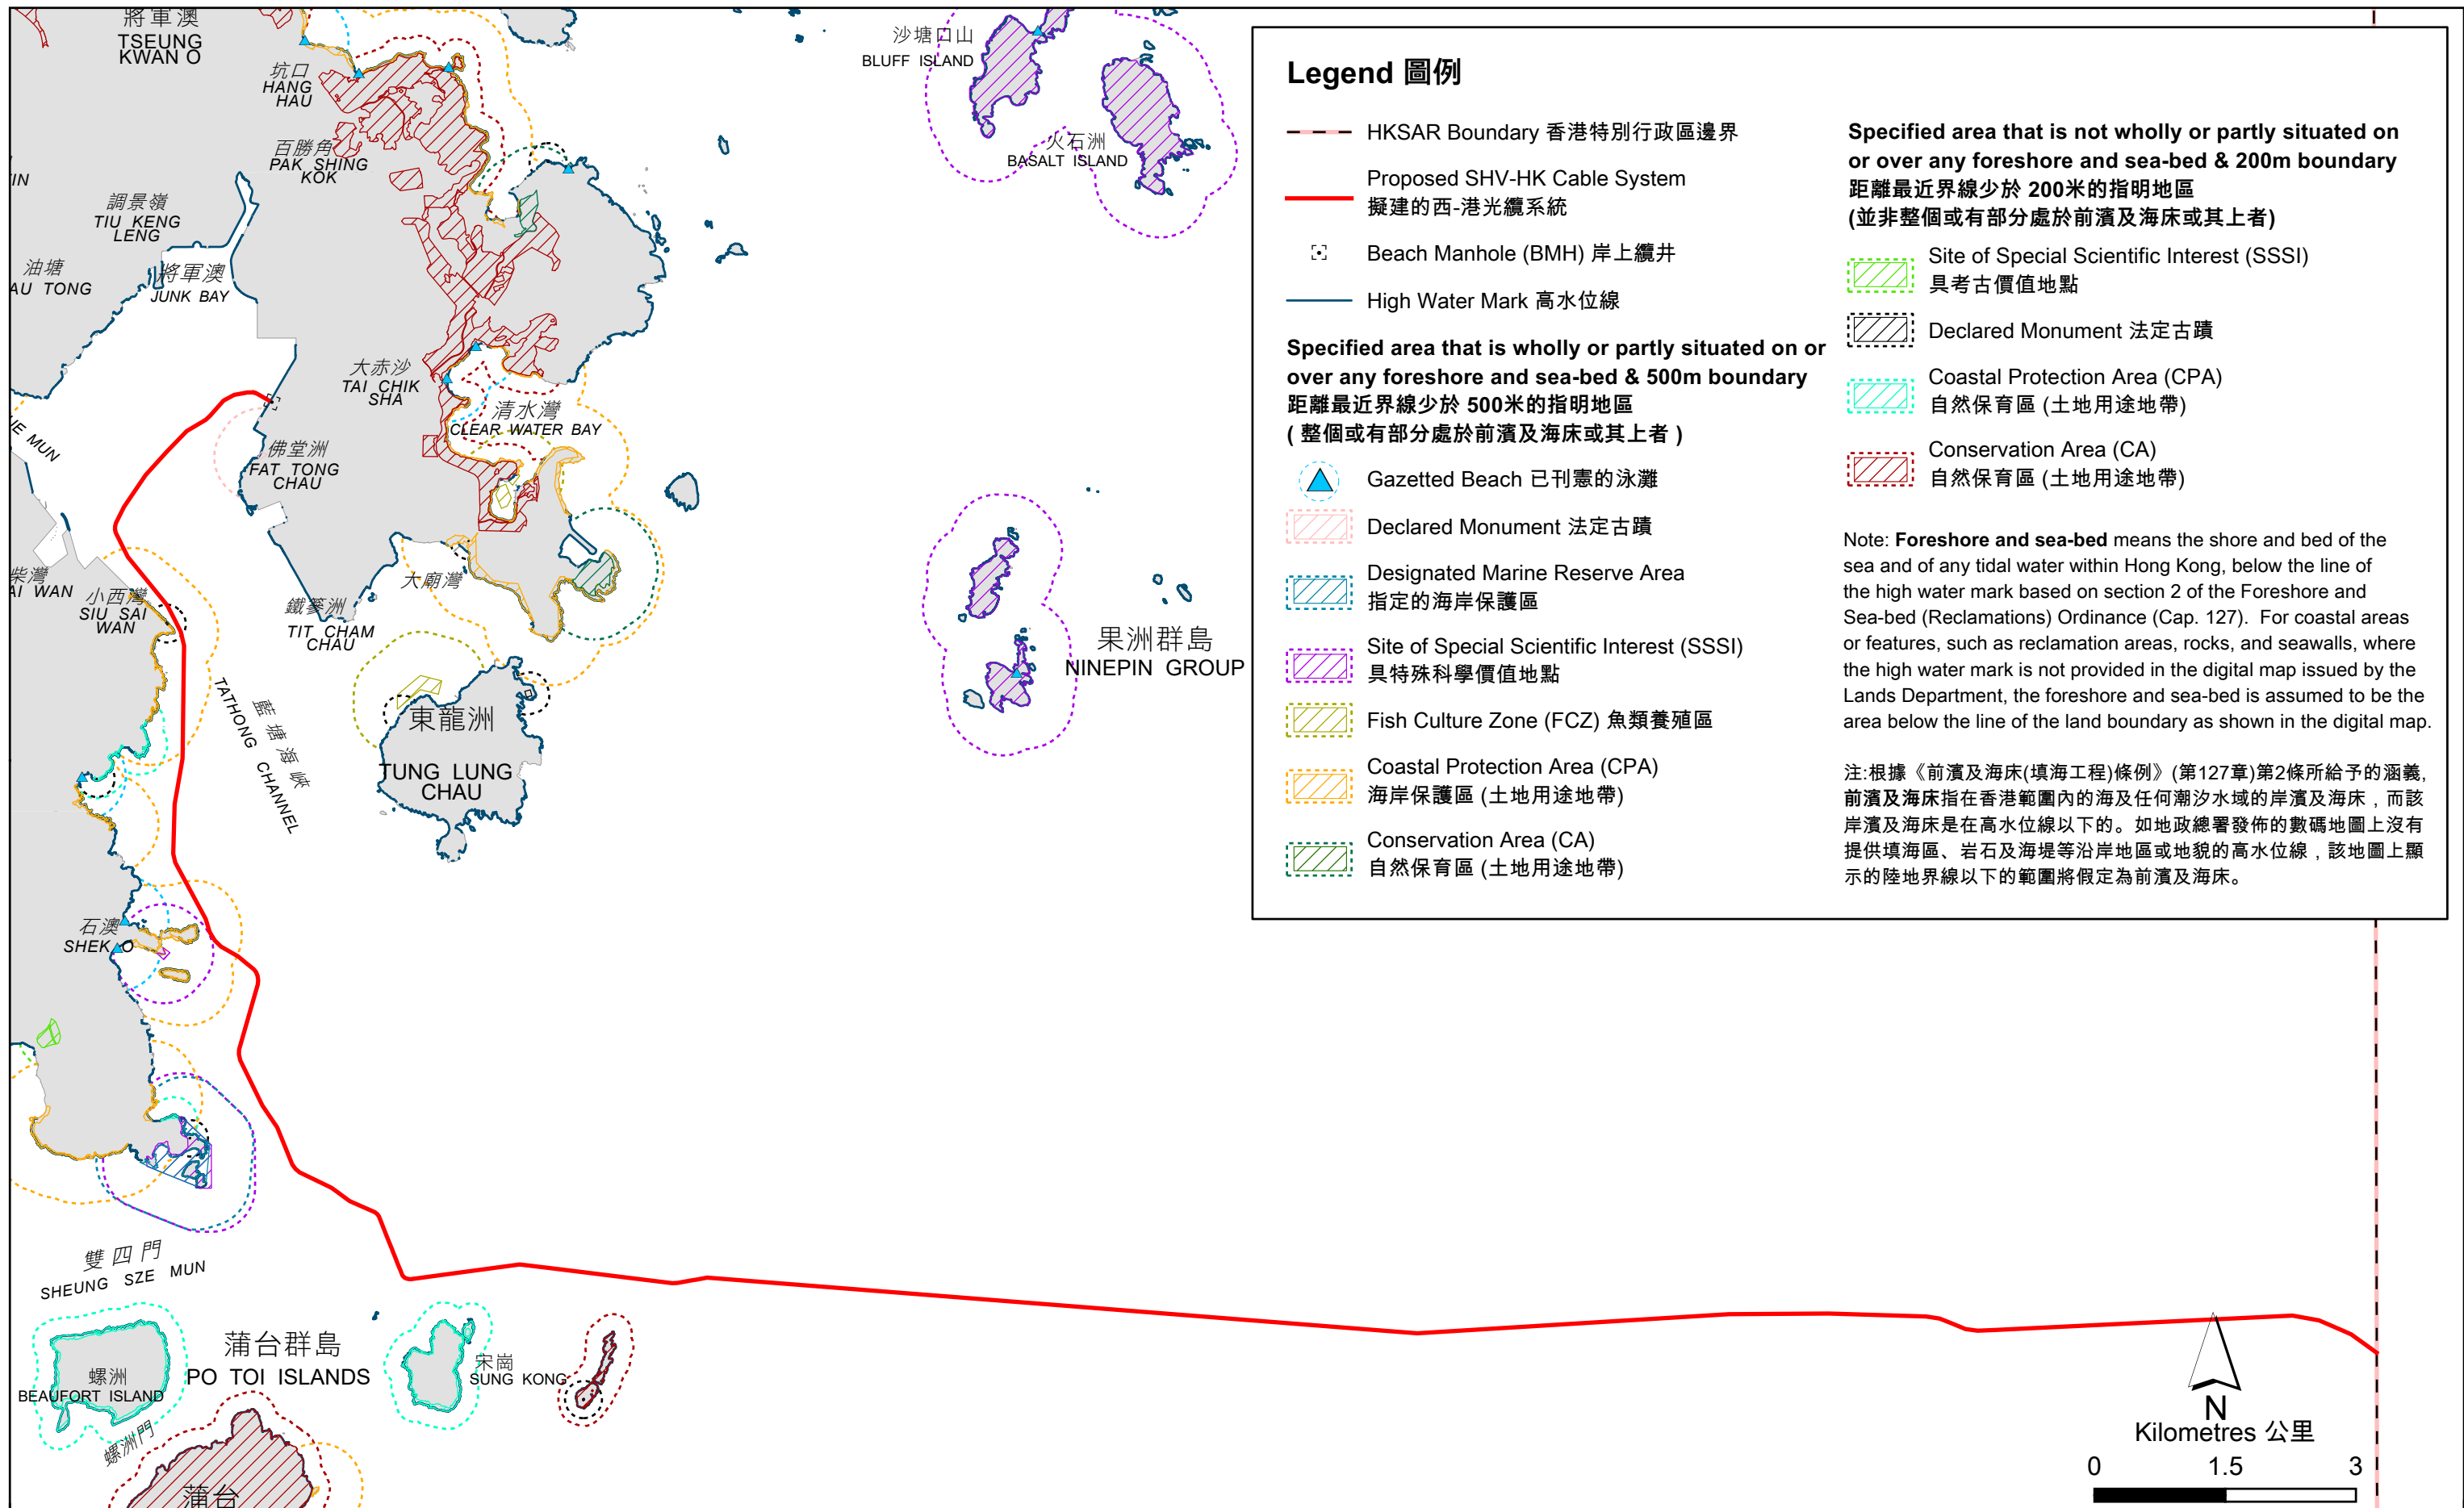 將軍澳
TSEUNG
KWAN O
坑口
HANG
HAU
百勝角
PAK SHING
KOK
調景嶺
TIU KENG
LENG
油塘
AU TONG
將軍澳
JUNK BAY
大赤沙
TAI CHIK
SHA
清水灣
CLEAR WATER BAY
佛堂洲
FAT TONG
CHAU
UE MUN
柴灣
AI WAN
小西灣
SIU SAI
WAN
大廟灣
鐵篸洲
TIT CHAM
CHAU
藍塘海峽
TATHONG CHANNEL
東龍洲
TUNG LUNG
CHAU
石澳
SHEK O
雙四門
SHEUNG SZE MUN
螺洲
BEAUFORT ISLAND
螺洲門
蒲台群島
PO TOI ISLANDS
蒲台
宋崗
SUNG KONG
沙塘口山
BLUFF ISLAND
火石洲
BASALT ISLAND
果洲群島
NINEPIN GROUP
Legend 圖例
HKSAR Boundary 香港特別行政區邊界
Proposed SHV-HK Cable System
擬建的西-港光纜系統
Beach Manhole (BMH) 岸上纜井
High Water Mark 高水位線
Specified area that is wholly or partly situated on or
over any foreshore and sea-bed & 500m boundary
距離最近界線少於 500米的指明地區
( 整個或有部分處於前濱及海床或其上者 )
Gazetted Beach 已刊憲的泳灘
Declared Monument 法定古蹟
Designated Marine Reserve Area
指定的海岸保護區
Site of Special Scientific Interest (SSSI)
具特殊科學價值地點
Fish Culture Zone (FCZ) 魚類養殖區
Coastal Protection Area (CPA)
海岸保護區 (土地用途地帶)
Conservation Area (CA)
自然保育區 (土地用途地帶)
Specified area that is not wholly or partly situated on
or over any foreshore and sea-bed & 200m boundary
距離最近界線少於 200米的指明地區
(並非整個或有部分處於前濱及海床或其上者)
Site of Special Scientific Interest (SSSI)
具考古價值地點
Declared Monument 法定古蹟
Coastal Protection Area (CPA)
自然保育區 (土地用途地帶)
Conservation Area (CA)
自然保育區 (土地用途地帶)
Note: Foreshore and sea-bed means the shore and bed of the
sea and of any tidal water within Hong Kong, below the line of
the high water mark based on section 2 of the Foreshore and
Sea-bed (Reclamations) Ordinance (Cap. 127). For coastal areas
or features, such as reclamation areas, rocks, and seawalls, where
the high water mark is not provided in the digital map issued by the
Lands Department, the foreshore and sea-bed is assumed to be the
area below the line of the land boundary as shown in the digital map.
注:根據《前濱及海床(填海工程)條例》(第127章)第2條所給予的涵義,
前濱及海床指在香港範圍內的海及任何潮汐水域的岸濱及海床，而該
岸濱及海床是在高水位線以下的。如地政總署發佈的數碼地圖上沒有
提供填海區、岩石及海堤等沿岸地區或地貌的高水位線，該地圖上顯
示的陸地界線以下的範圍將假定為前濱及海床。
N
Kilometres 公里
0 1.5 3